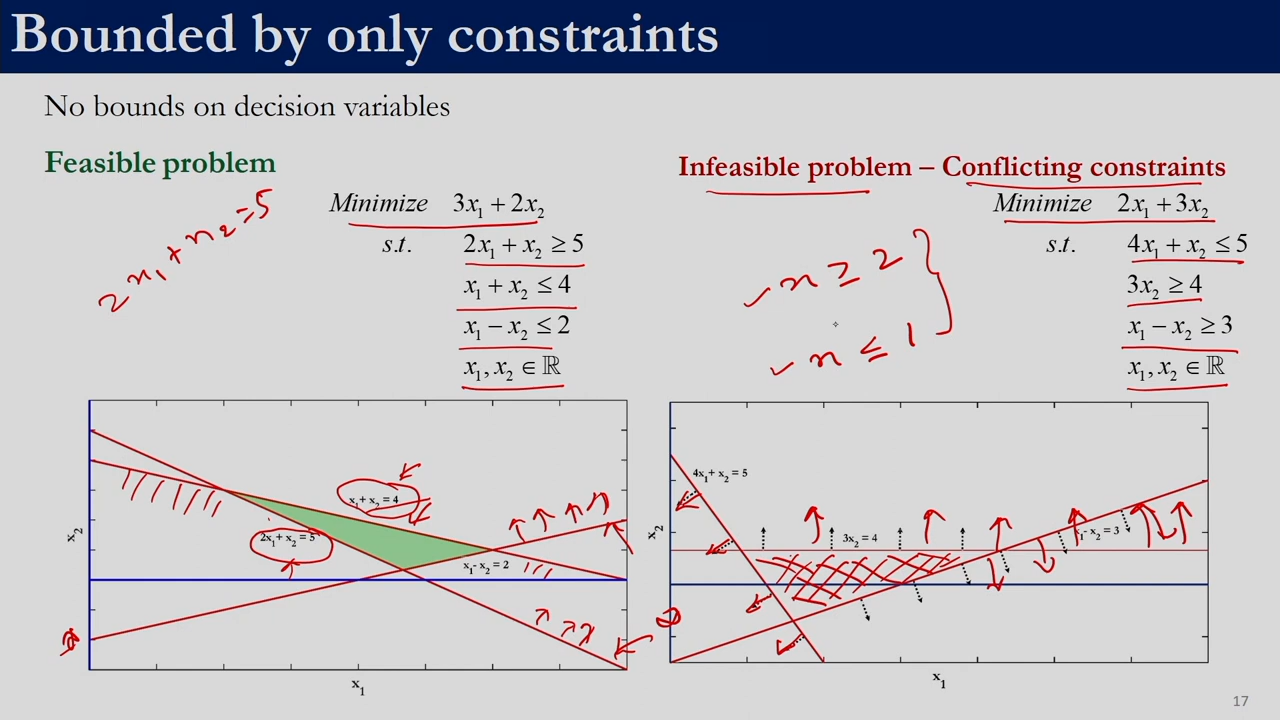 Bounded by only constraints
No bounds on decision variables
Feasible problem
Minimize 3x₁ + 2x₂
s.t. 2x₁ + x₂ ≥ 5
x₁ + x₂ ≤ 4
x₁ − x₂ ≤ 2
x₁, x₂ ∈ ℝ
2x₁ + x₂ = 5
x₁ + x₂ = 4
2x₁ + x₂ = 5
x₁ - x₂ = 2
x₂
x₁
Infeasible problem – Conflicting constraints
Minimize 2x₁ + 3x₂
s.t. 4x₁ + x₂ ≤ 5
3x₂ ≥ 4
x₁ − x₂ ≥ 3
x₁, x₂ ∈ ℝ
x ≥ 2
x ≤ 1
4x₁ + x₂ = 5
3x₂ = 4
₁ - x₂ = 3
x₂
x₁
17